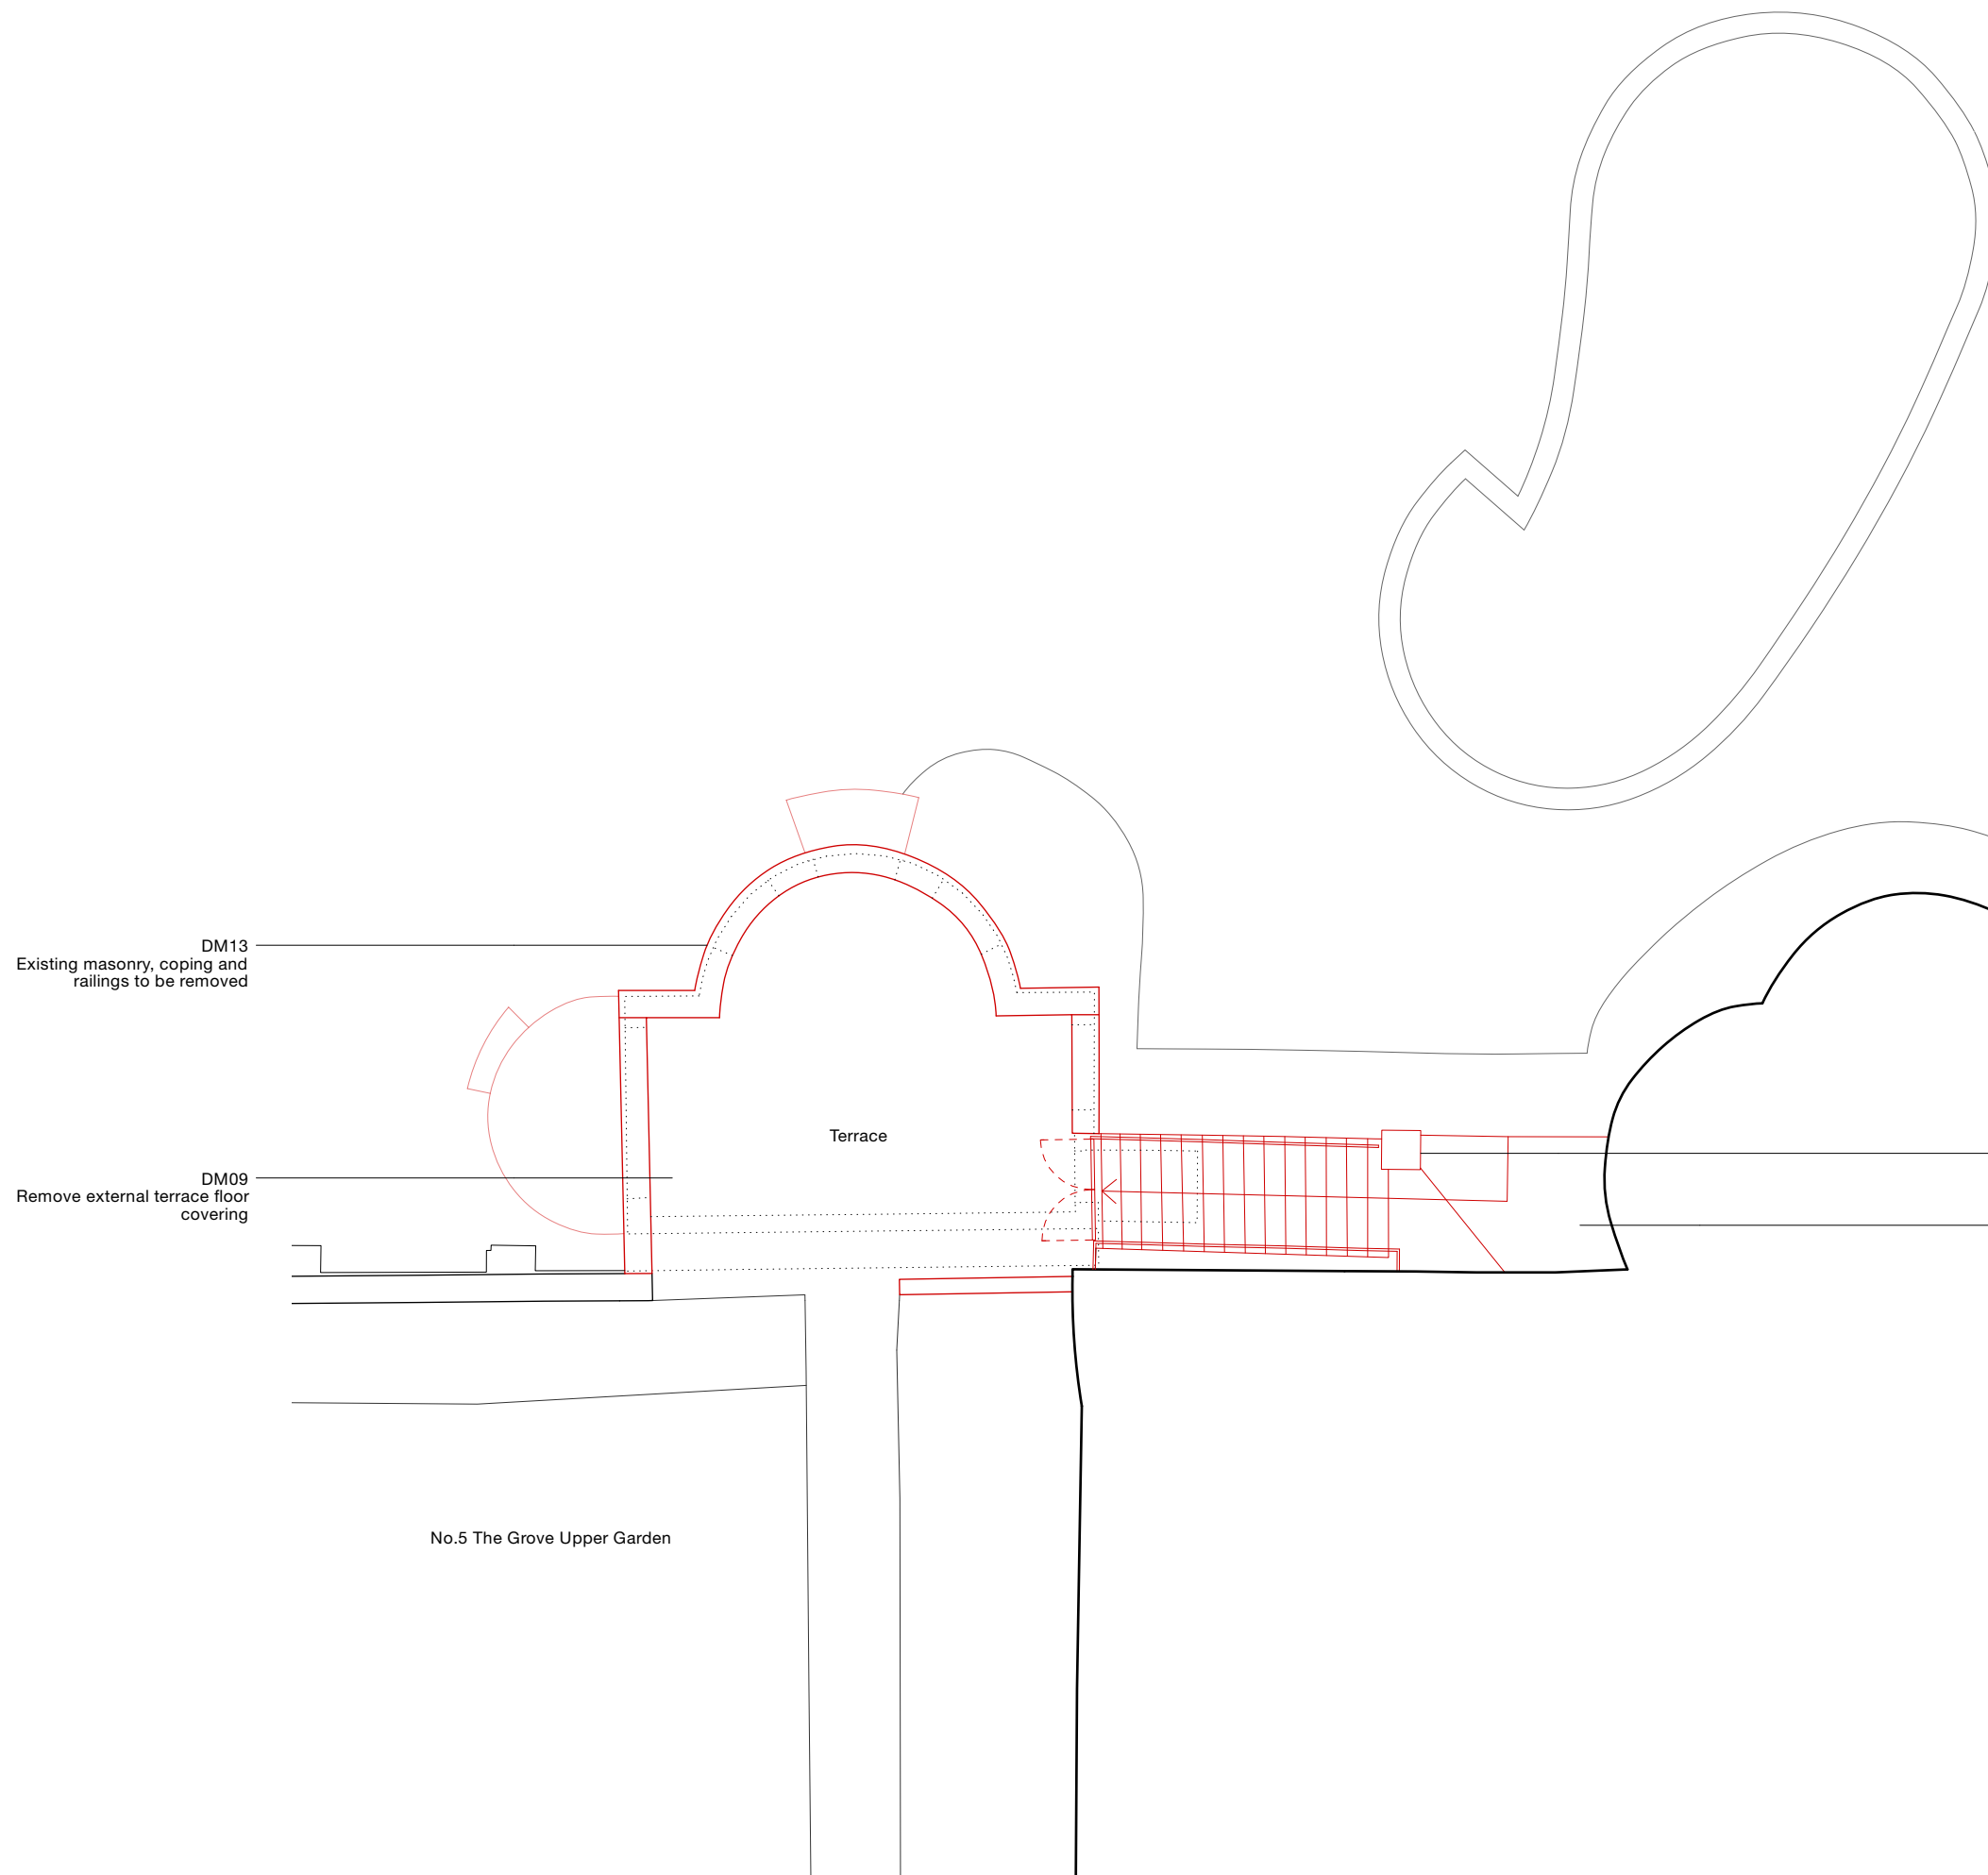 DM13
Existing masonry, coping and
railings to be removed
Terrace
DM09
Remove external terrace floor
covering
No.5 The Grove Upper Garden